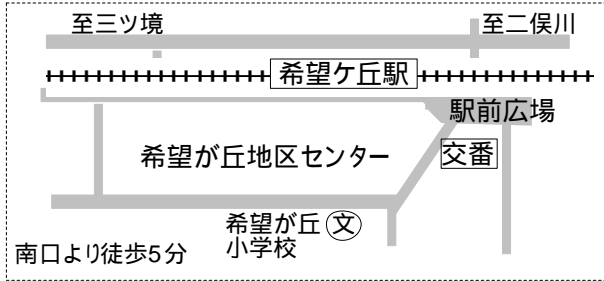 至三ツ境
至二俣川
希望ケ丘駅
駅前広場
希望が丘地区センター
交番
希望が丘
文
小学校
南口より徒歩5分